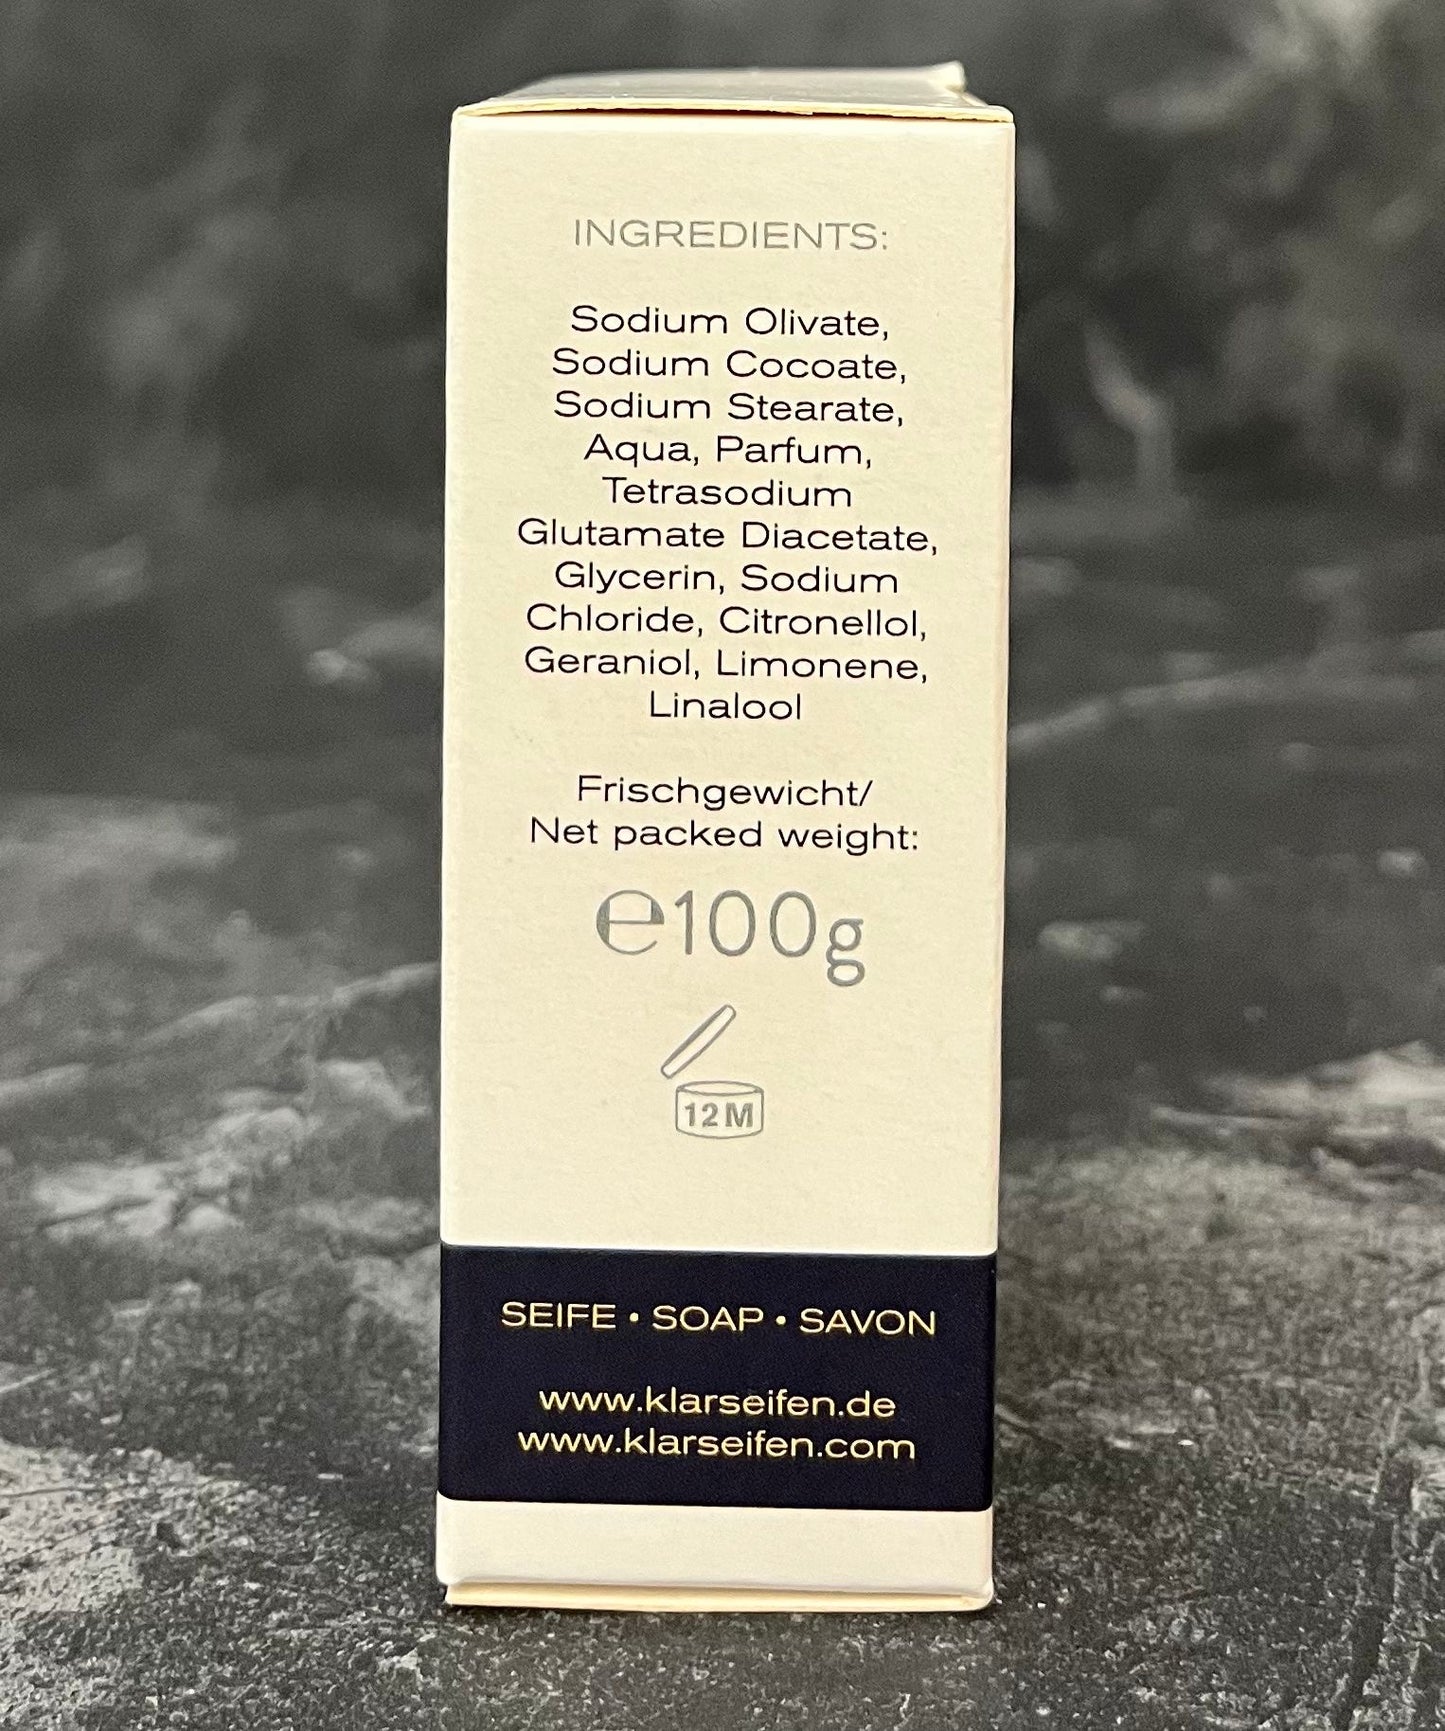 INGREDIENTS:
Sodium Olivate,
Sodium Cocoate,
Sodium Stearate,
Aqua, Parfum,
Tetrasodium
Glutamate Diacetate,
Glycerin, Sodium
Chloride, Citronellol,
Geraniol, Limonene,
Linalool
Frischgewicht/
Net packed weight:
℮100g
12M
SEIFE • SOAP • SAVON
www.klarseifen.de
www.klarseifen.com